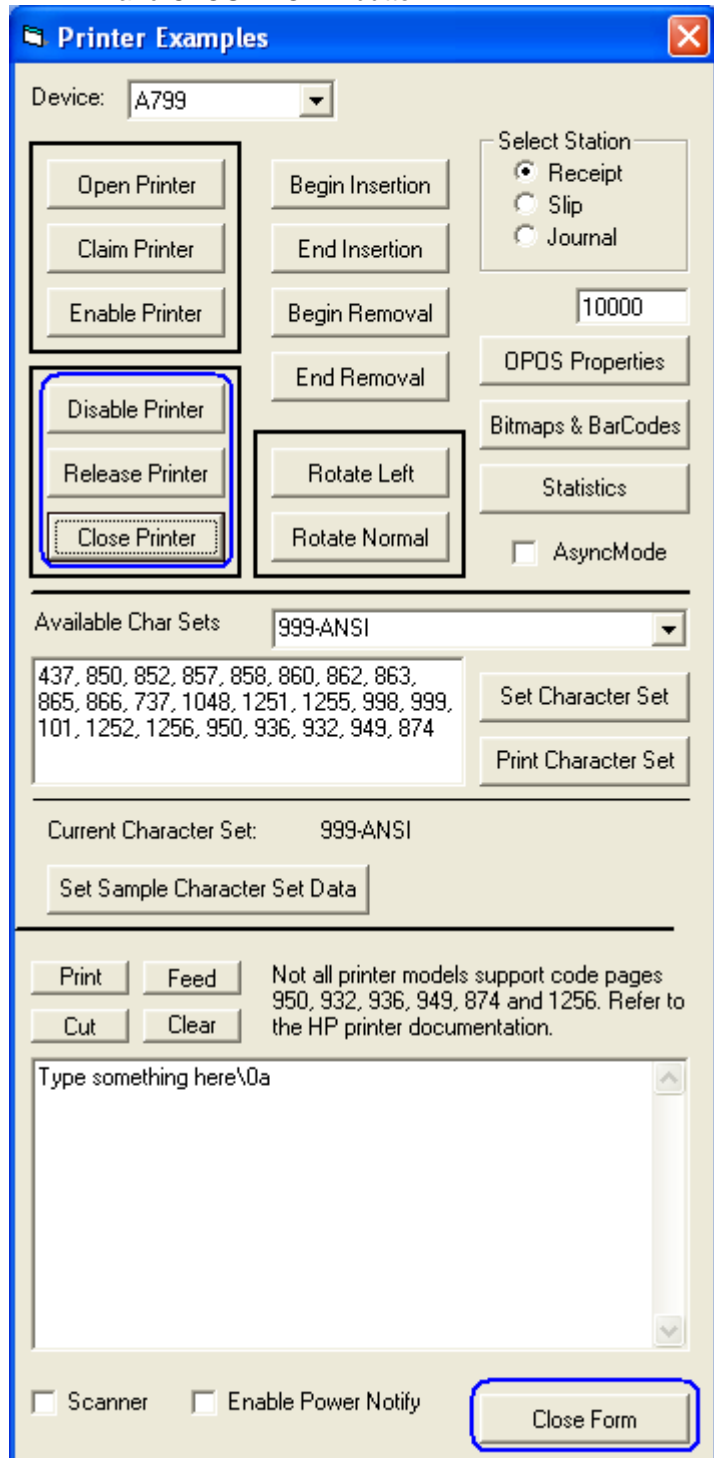 Printer Examples
Device: A799
Select Station
Receipt
Slip
Journal
Open Printer
Claim Printer
Enable Printer
Begin Insertion
End Insertion
Begin Removal
End Removal
10000
OPOS Properties
Bitmaps & BarCodes
Statistics
AsyncMode
Disable Printer
Release Printer
Close Printer
Rotate Left
Rotate Normal
Available Char Sets
999-ANSI
437, 850, 852, 857, 858, 860, 862, 863,
865, 866, 737, 1048, 1251, 1255, 998, 999,
101, 1252, 1256, 950, 936, 932, 949, 874
Set Character Set
Print Character Set
Current Character Set: 999-ANSI
Set Sample Character Set Data
Print
Feed
Cut
Clear
Not all printer models support code pages
950, 932, 936, 949, 874 and 1256. Refer to
the HP printer documentation.
Type something here\0a
Scanner
Enable Power Notify
Close Form